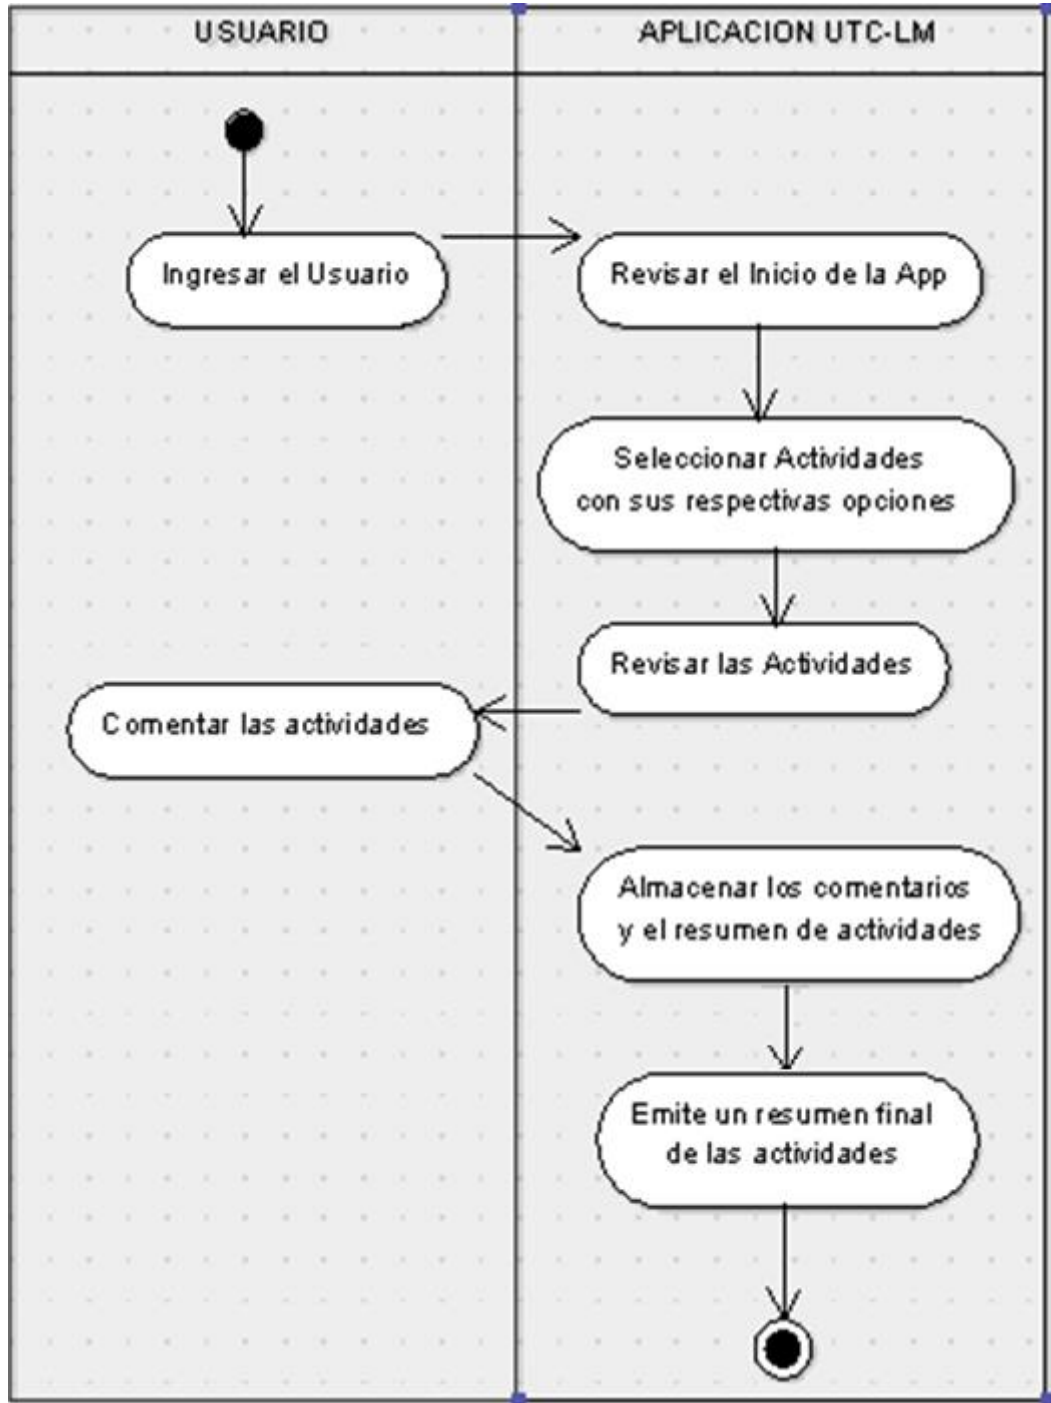 USUARIO
APLICACION UTC-LM
Ingresar el Usuario
Revisar el Inicio de la App
Seleccionar Actividades
con sus respectivas opciones
Revisar las Actividades
Comentar las actividades
Almacenar los comentarios
y el resumen de actividades
Emite un resumen final
de las actividades